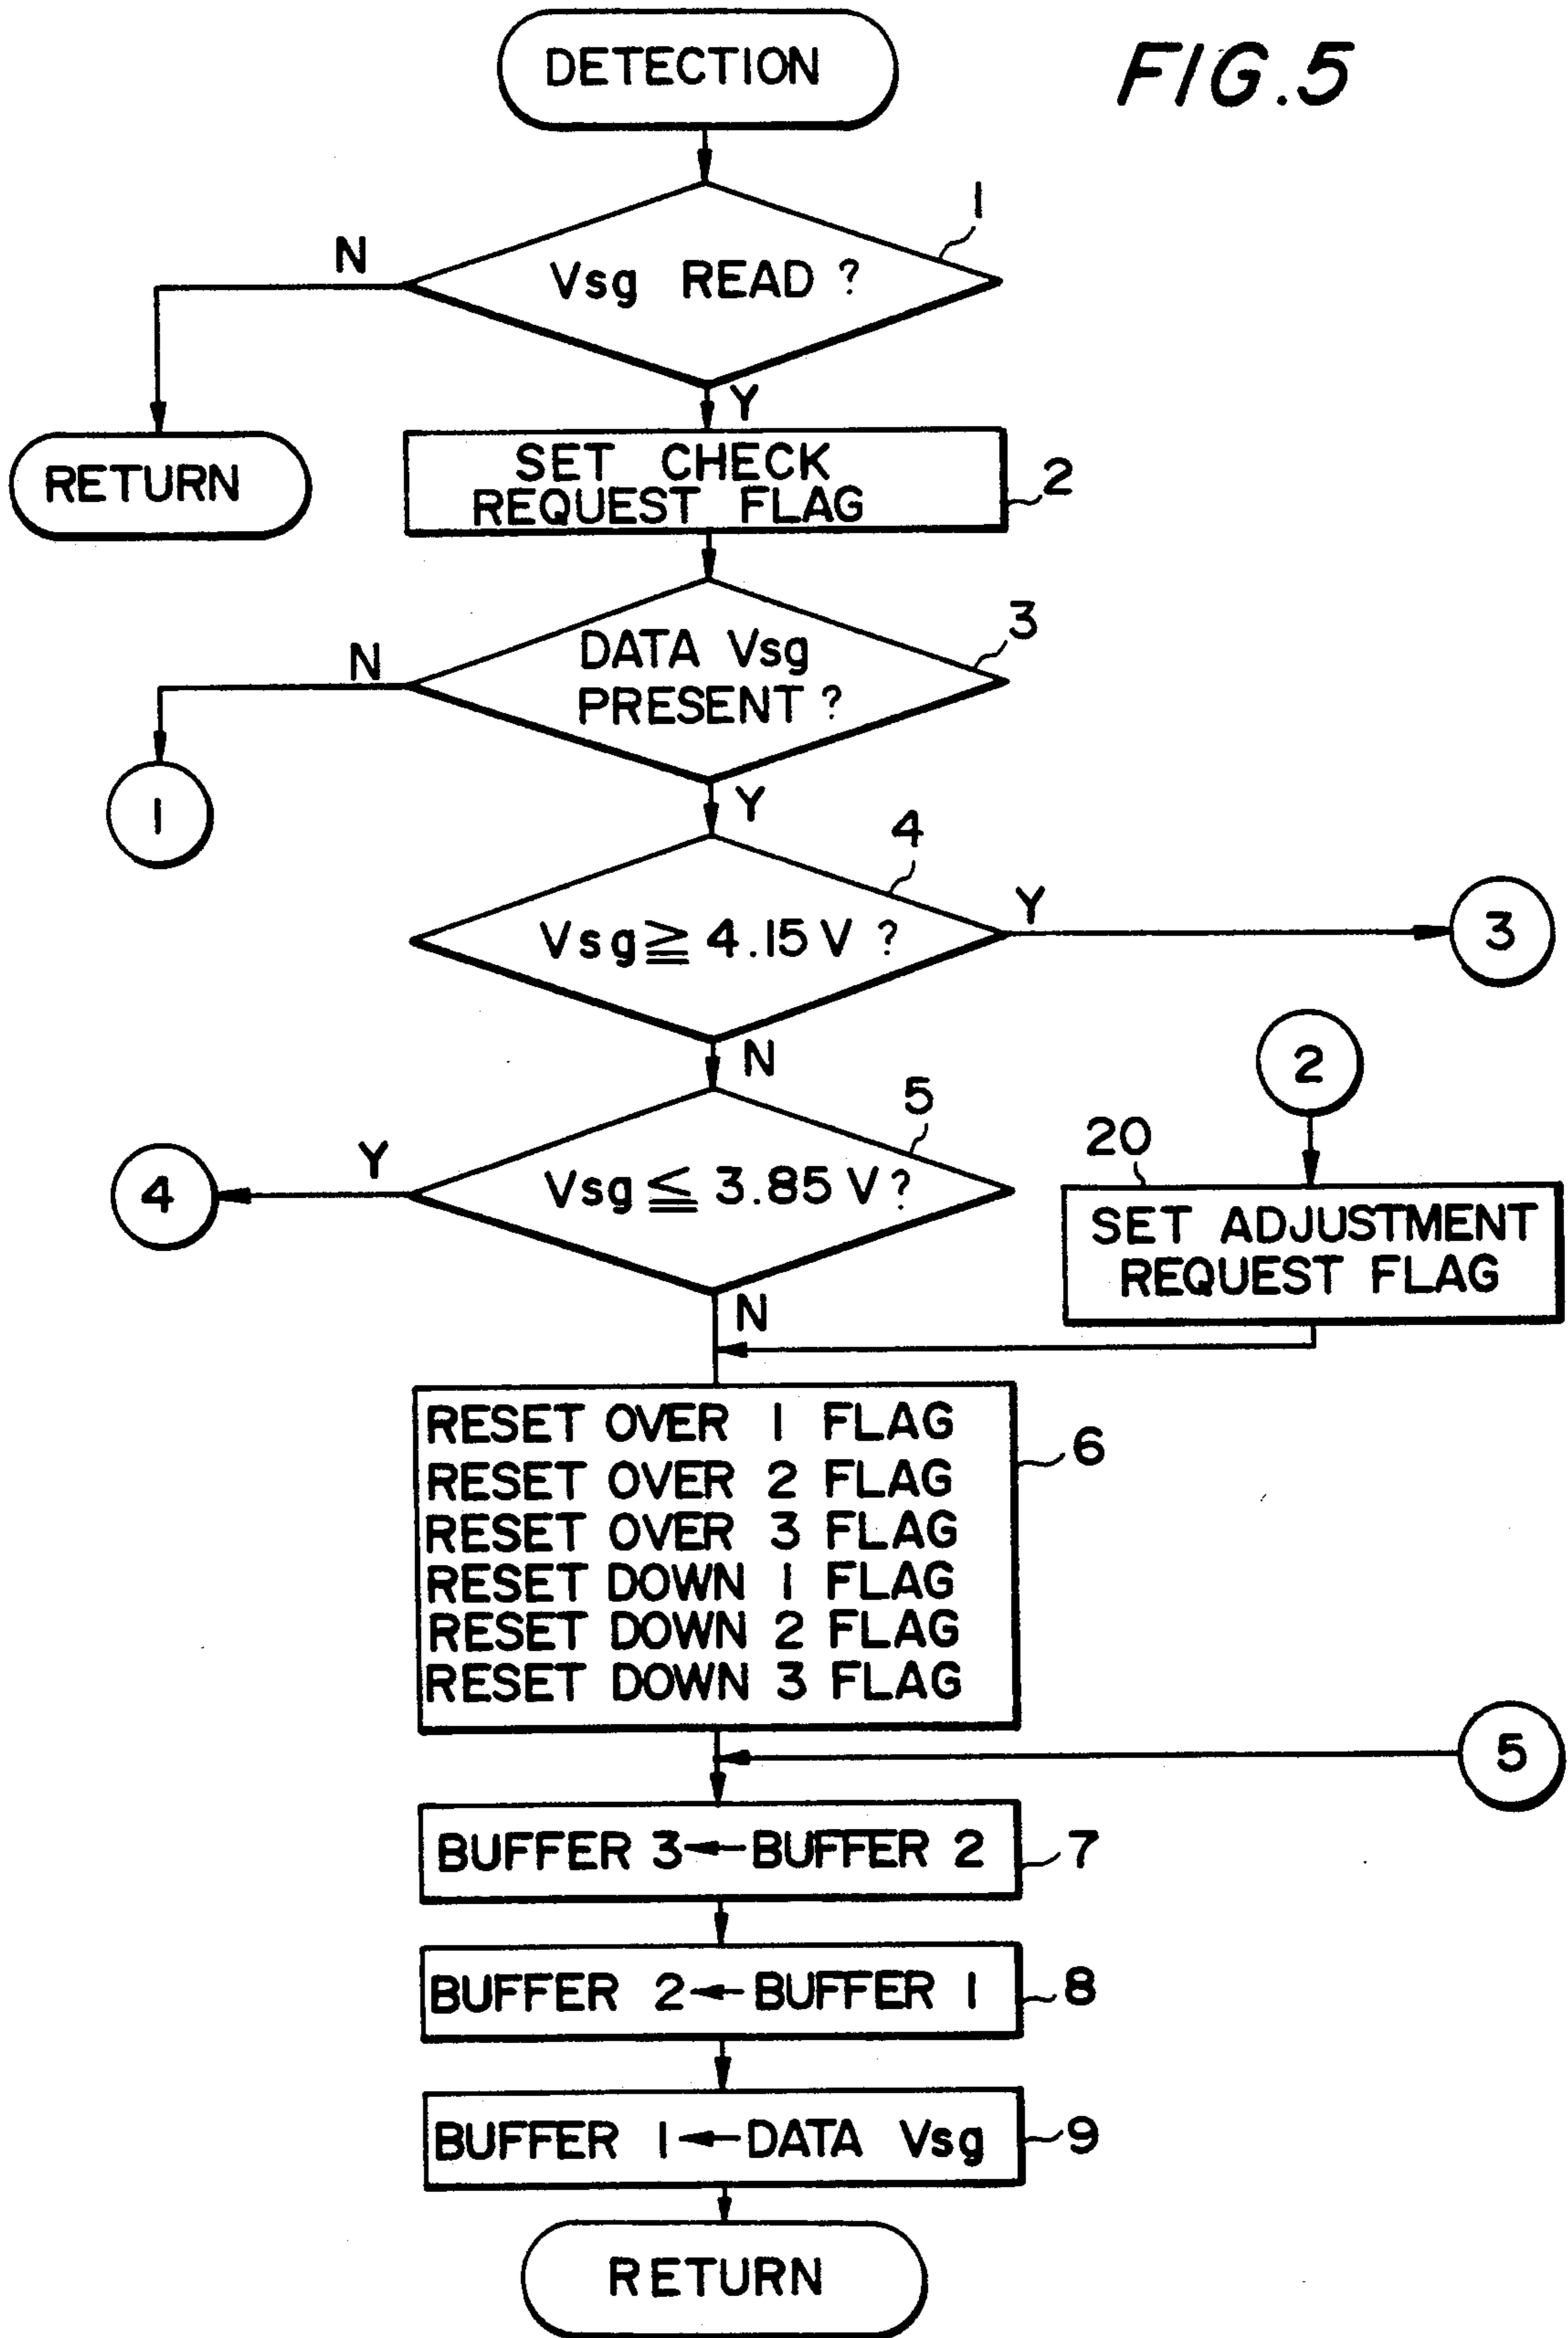 DETECTION
FIG.5
1
N
Vsg READ ?
Y
RETURN
SET CHECK
REQUEST FLAG
2
3
N
DATA Vsg
PRESENT ?
1
Y
4
Vsg ≧ 4.15 V ?
Y
3
N
2
5
Y
4
Vsg ≦ 3.85 V ?
20
SET ADJUSTMENT
REQUEST FLAG
N
RESET OVER 1 FLAG
RESET OVER 2 FLAG
RESET OVER 3 FLAG
RESET DOWN 1 FLAG
RESET DOWN 2 FLAG
RESET DOWN 3 FLAG
6
5
BUFFER 3←BUFFER 2
7
BUFFER 2←BUFFER 1
8
BUFFER 1←DATA Vsg
9
RETURN